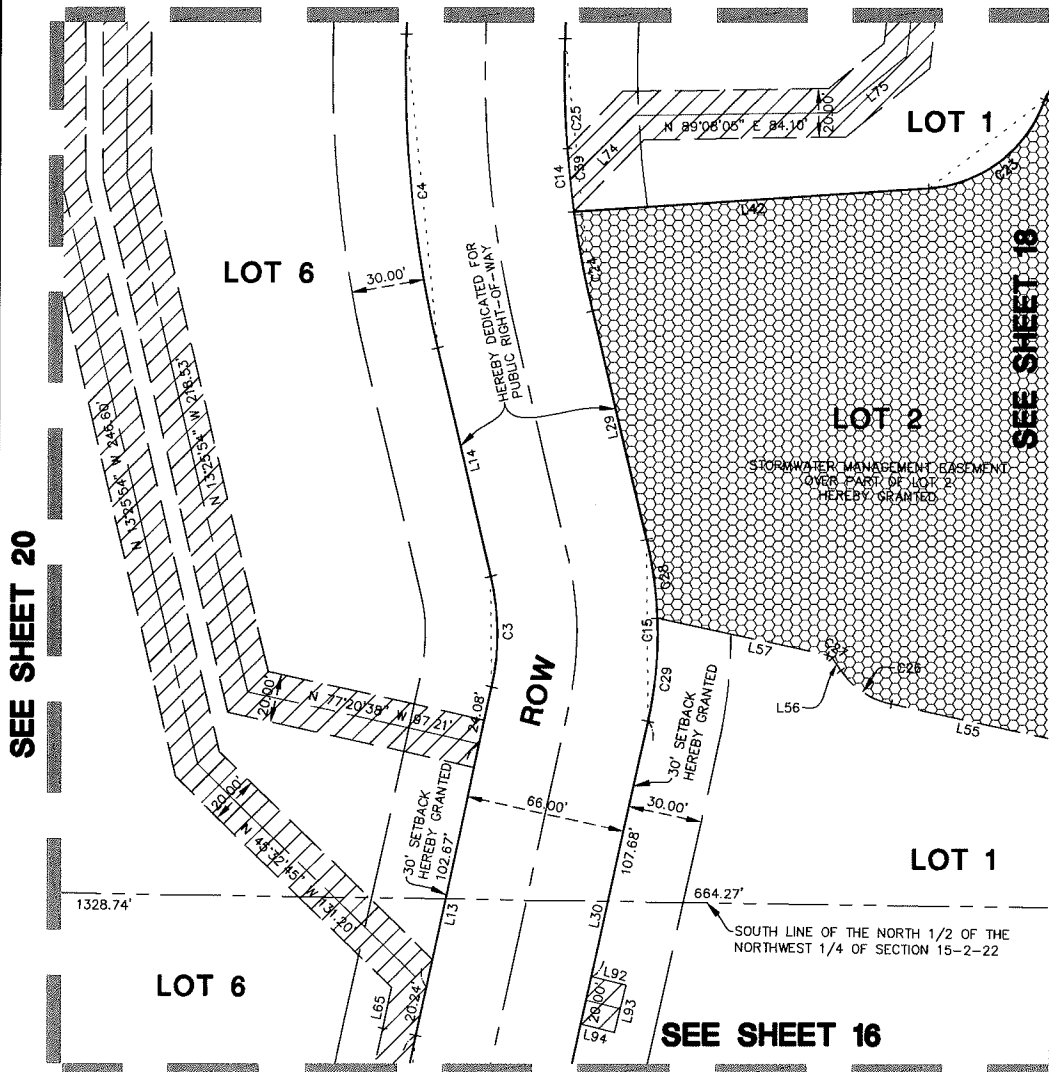 C25
N 89°08'05" E 84.10'
20.00'
L75
LOT 1
L74
C39
C14
C23
C4
L42
SEE SHEET 18
LOT 6
30.00'
HEREBY DEDICATED FOR
PUBLIC RIGHT-OF-WAY
C24
L29
LOT 2
STORMWATER MANAGEMENT EASEMENT
OVER PART OF LOT 2
HEREBY GRANTED
N 13°25'54" W 246.60'
N 13°25'54" W 218.53'
L14
SEE SHEET 20
C28
C3
C15
L57
C26
L56
L55
C29
ROW
20.00'
N 77°20'38" W 87.21'
24.08'
30' SETBACK
HEREBY GRANTED
20.00'
N 45°32'45" W 131.20'
30' SETBACK
HEREBY GRANTED
102.67'
66.00'
30.00'
107.68'
LOT 1
1328.74'
L13
L30
664.27'
SOUTH LINE OF THE NORTH 1/2 OF THE
NORTHWEST 1/4 OF SECTION 15-2-22
LOT 6
L65
20.24'
L92
20.00'
L93
L94
SEE SHEET 16